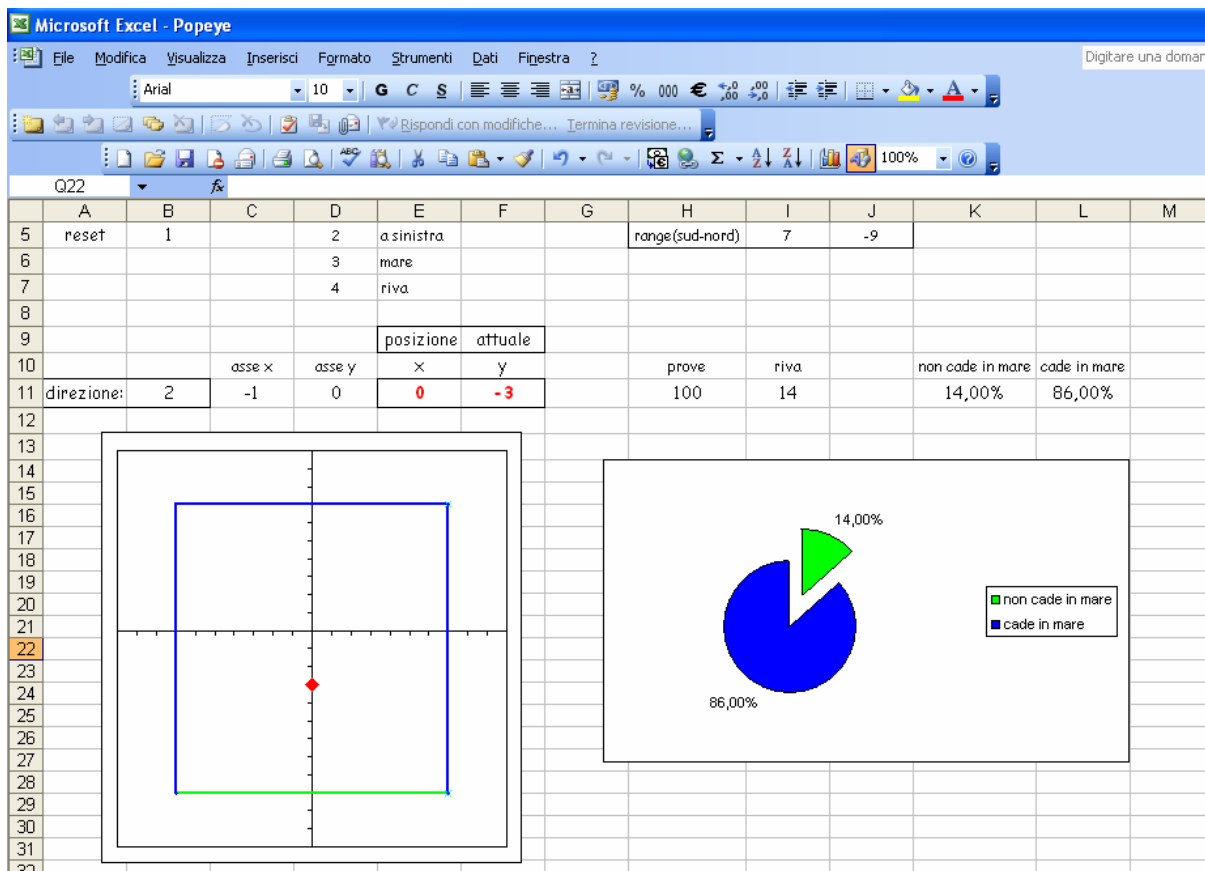 Microsoft Excel - Popeye
File Modifica Visualizza Inserisci Formato Strumenti Dati Finestra ?
Digitare una domar
Arial 10 G C S % 000 €
Rispondi con modifiche... Termina revisione...
100%
Q22 fx
A B C D E F G H I J K L M
5 reset 1 2 a sinistra range(sud-nord) 7 -9
6 3 mare
7 4 riva
8
9 posizione attuale
10 asse x asse y x y prove riva non cade in mare cade in mare
11 direzione: 2 -1 0 0 -3 100 14 14,00% 86,00%
12
13
14
15
16
17
18
19
20
21
22
23
24
25
26
27
28
29
30
31
32
14,00%
non cade in mare
cade in mare
86,00%